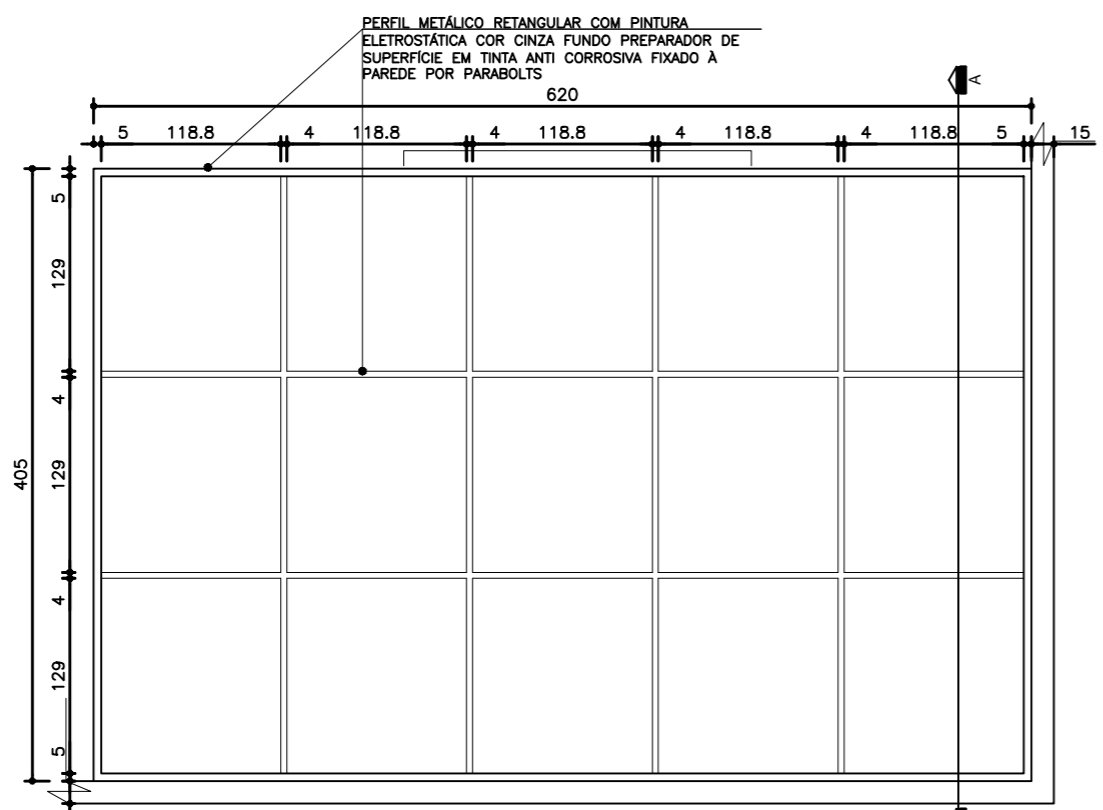 PERFIL METÁLICO RETANGULAR COM PINTURA
ELETROSTÁTICA COR CINZA FUNDO PREPARADOR DE
SUPERFÍCIE EM TINTA ANTI CORROSIVA FIXADO À
PAREDE POR PARABOLTS
A
620
5 118.8 4 118.8 4 118.8 4 118.8 4 118.8 5 15
405
5
129
4
129
4
129
5